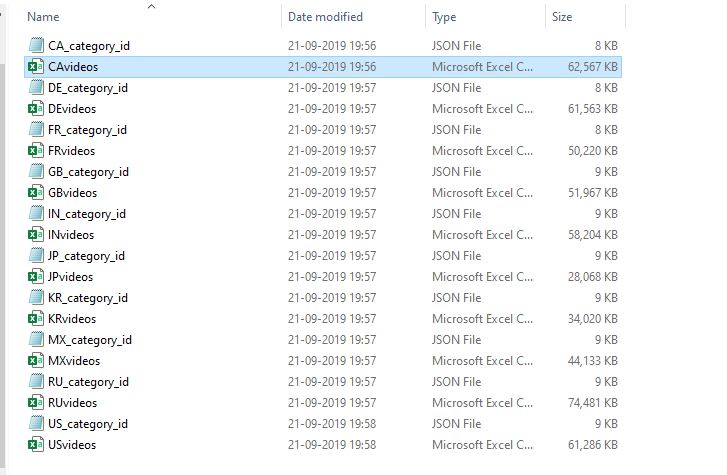 Name Date modified Type Size
CA_category_id 21-09-2019 19:56 JSON File 8 KB
CAvideos 21-09-2019 19:56 Microsoft Excel C... 62,567 KB
DE_category_id 21-09-2019 19:57 JSON File 8 KB
DEvideos 21-09-2019 19:57 Microsoft Excel C... 61,563 KB
FR_category_id 21-09-2019 19:57 JSON File 8 KB
FRvideos 21-09-2019 19:57 Microsoft Excel C... 50,220 KB
GB_category_id 21-09-2019 19:57 JSON File 9 KB
GBvideos 21-09-2019 19:57 Microsoft Excel C... 51,967 KB
IN_category_id 21-09-2019 19:57 JSON File 9 KB
INvideos 21-09-2019 19:57 Microsoft Excel C... 58,204 KB
JP_category_id 21-09-2019 19:57 JSON File 9 KB
JPvideos 21-09-2019 19:57 Microsoft Excel C... 28,068 KB
KR_category_id 21-09-2019 19:57 JSON File 9 KB
KRvideos 21-09-2019 19:57 Microsoft Excel C... 34,020 KB
MX_category_id 21-09-2019 19:57 JSON File 9 KB
MXvideos 21-09-2019 19:57 Microsoft Excel C... 44,133 KB
RU_category_id 21-09-2019 19:57 JSON File 9 KB
RUvideos 21-09-2019 19:57 Microsoft Excel C... 74,481 KB
US_category_id 21-09-2019 19:58 JSON File 9 KB
USvideos 21-09-2019 19:58 Microsoft Excel C... 61,286 KB